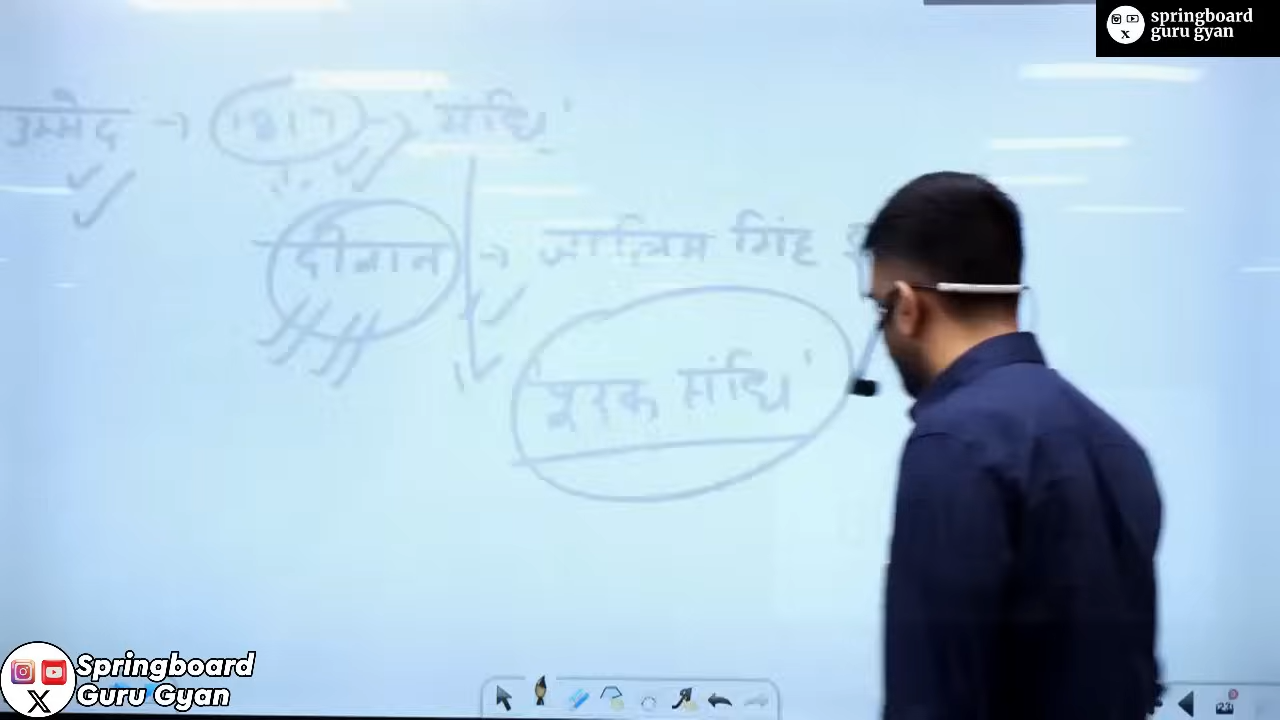 springboard
guru gyan
उम्मेद → 1817 → 'संधि'
दीवान → जालिम सिंह
'पूरक संधि'
Springboard
Guru Gyan